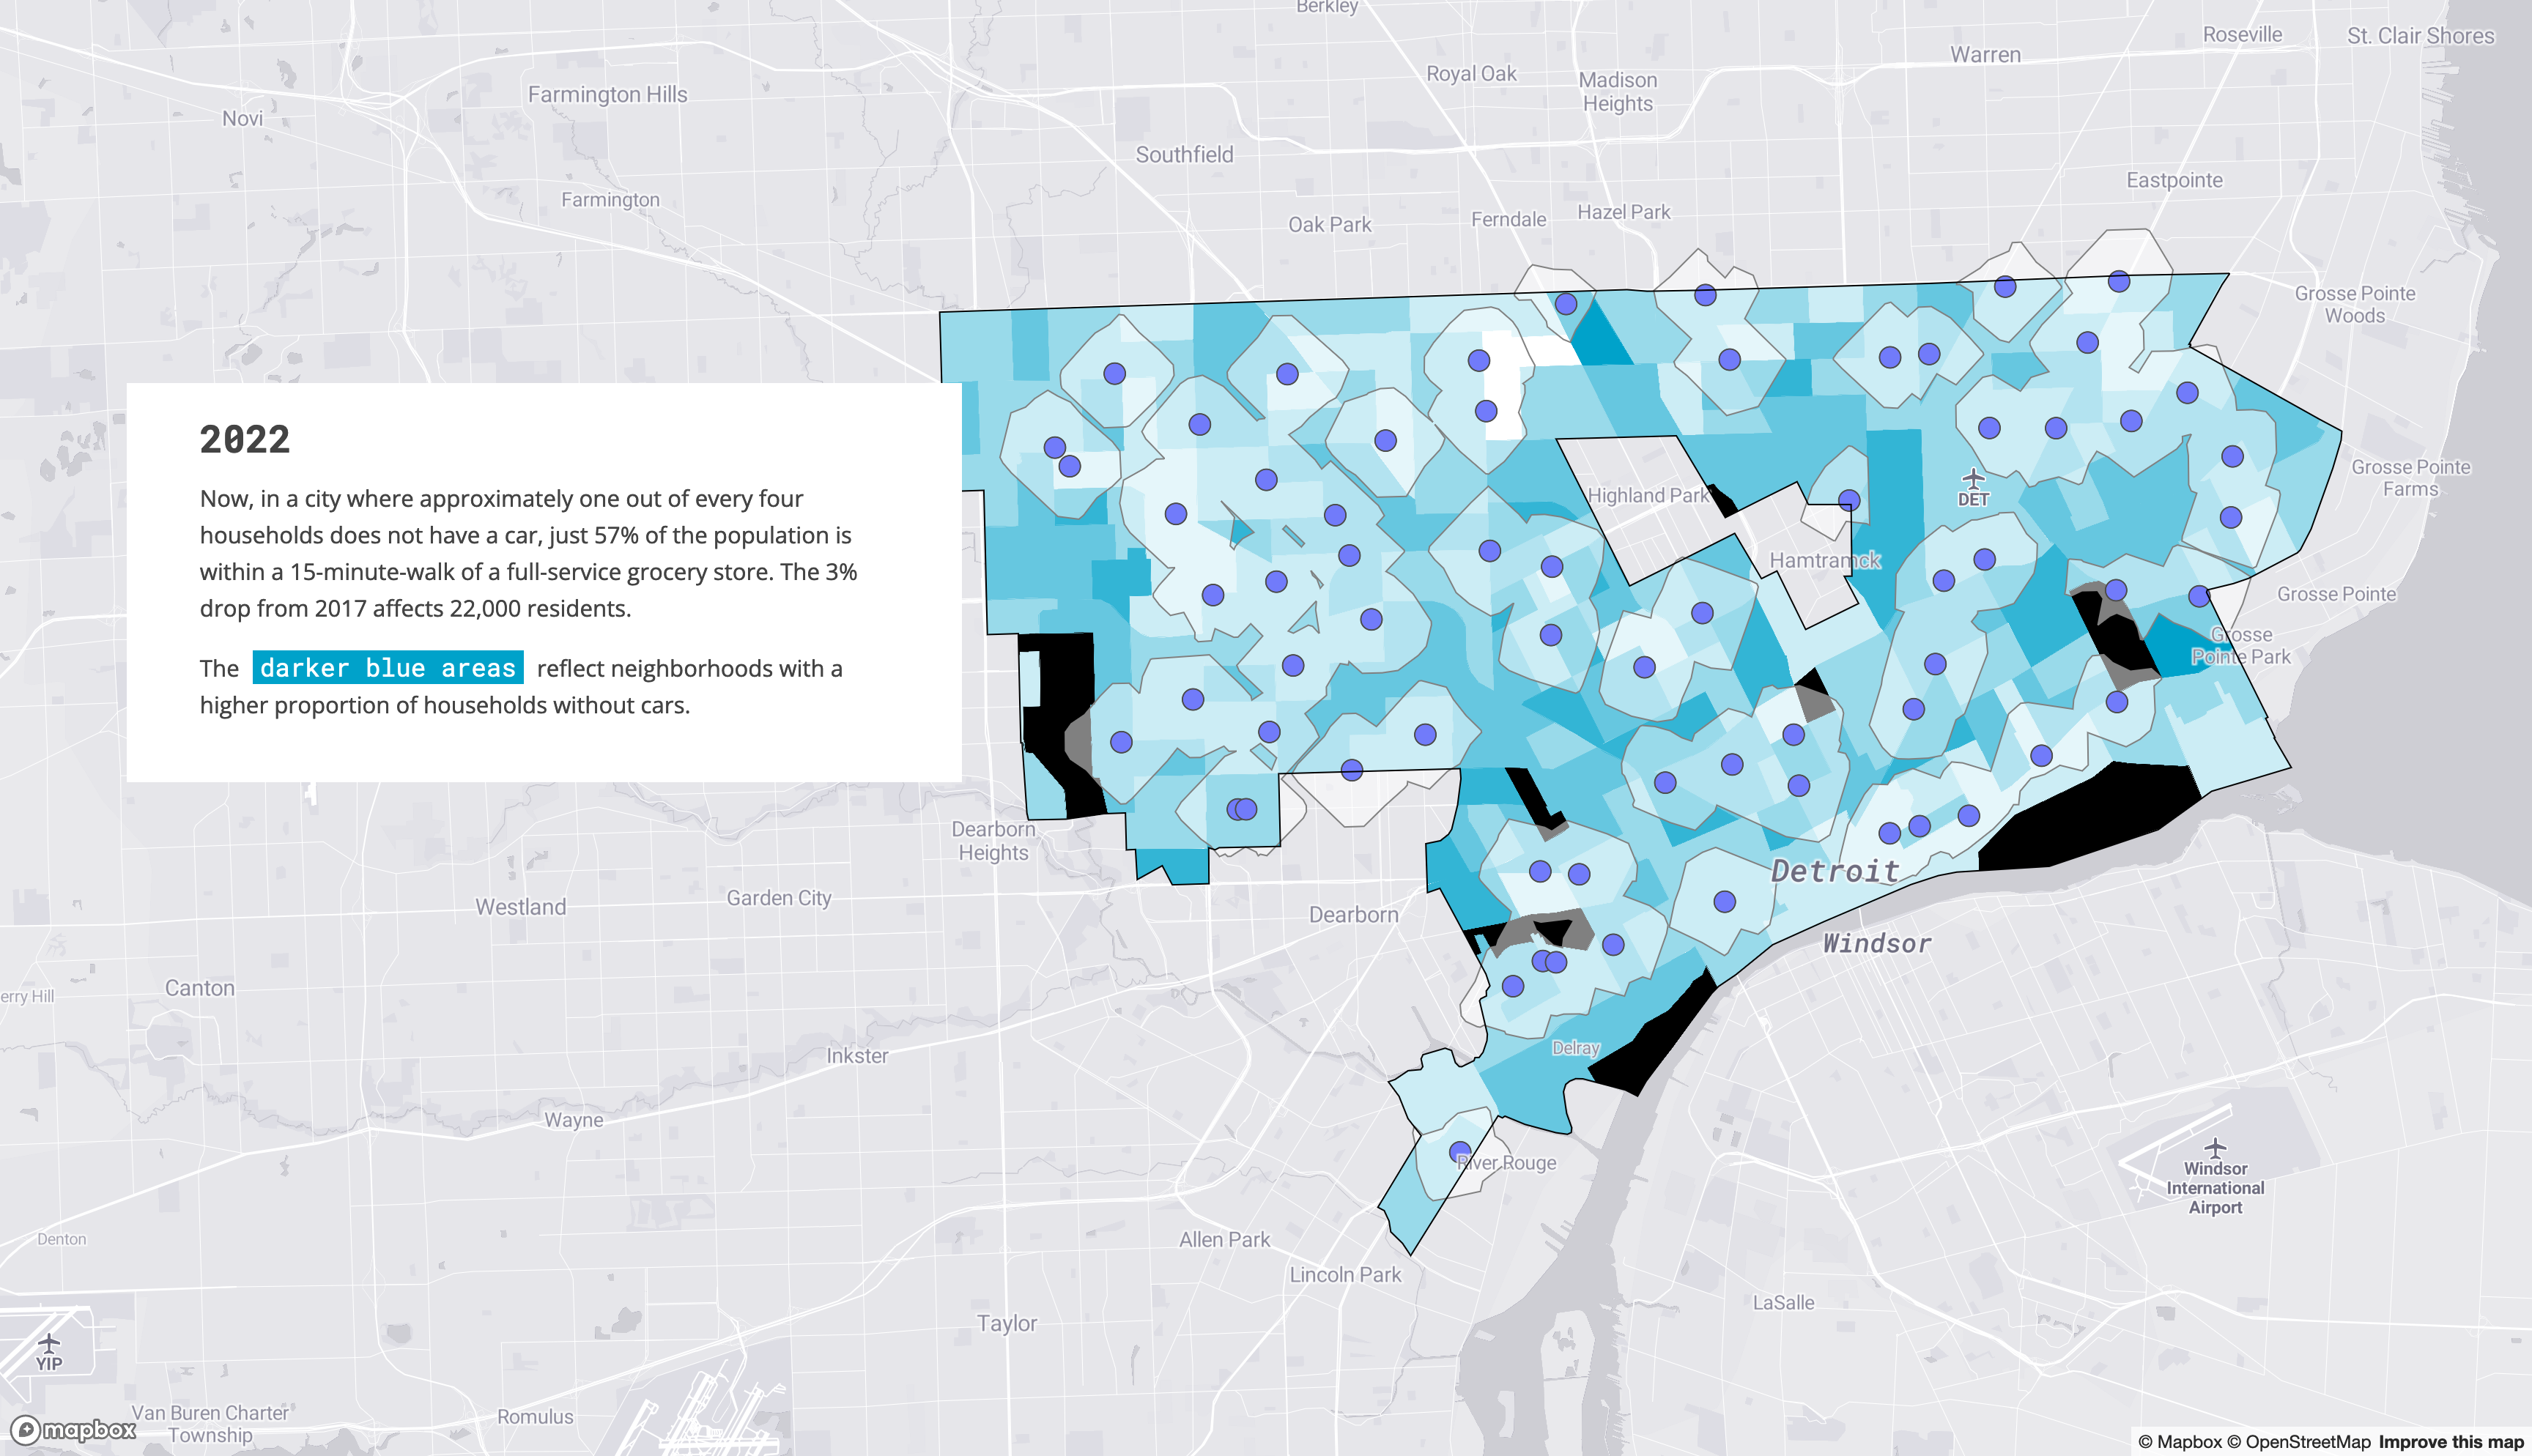 Berkley
Roseville
St. Clair Shores
Warren
Royal Oak
Madison
Heights
Farmington Hills
Novi
Southfield
Eastpointe
Farmington
Oak Park
Ferndale
Hazel Park
Grosse Pointe
Woods
2022
Now, in a city where approximately one out of every four
households does not have a car, just 57% of the population is
within a 15-minute-walk of a full-service grocery store. The 3%
drop from 2017 affects 22,000 residents.
The darker blue areas reflect neighborhoods with a
higher proportion of households without cars.
Highland Park
DET
Grosse Pointe
Farms
Hamtramck
Grosse Pointe
Grosse
Pointe Park
Dearborn
Heights
Detroit
Westland
Garden City
Dearborn
Windsor
Canton
erry Hill
Inkster
Delray
Wayne
River Rouge
Windsor
International
Airport
Denton
Allen Park
Lincoln Park
LaSalle
Taylor
YIP
Van Buren Charter
Township
Romulus
mapbox
© Mapbox © OpenStreetMap Improve this map